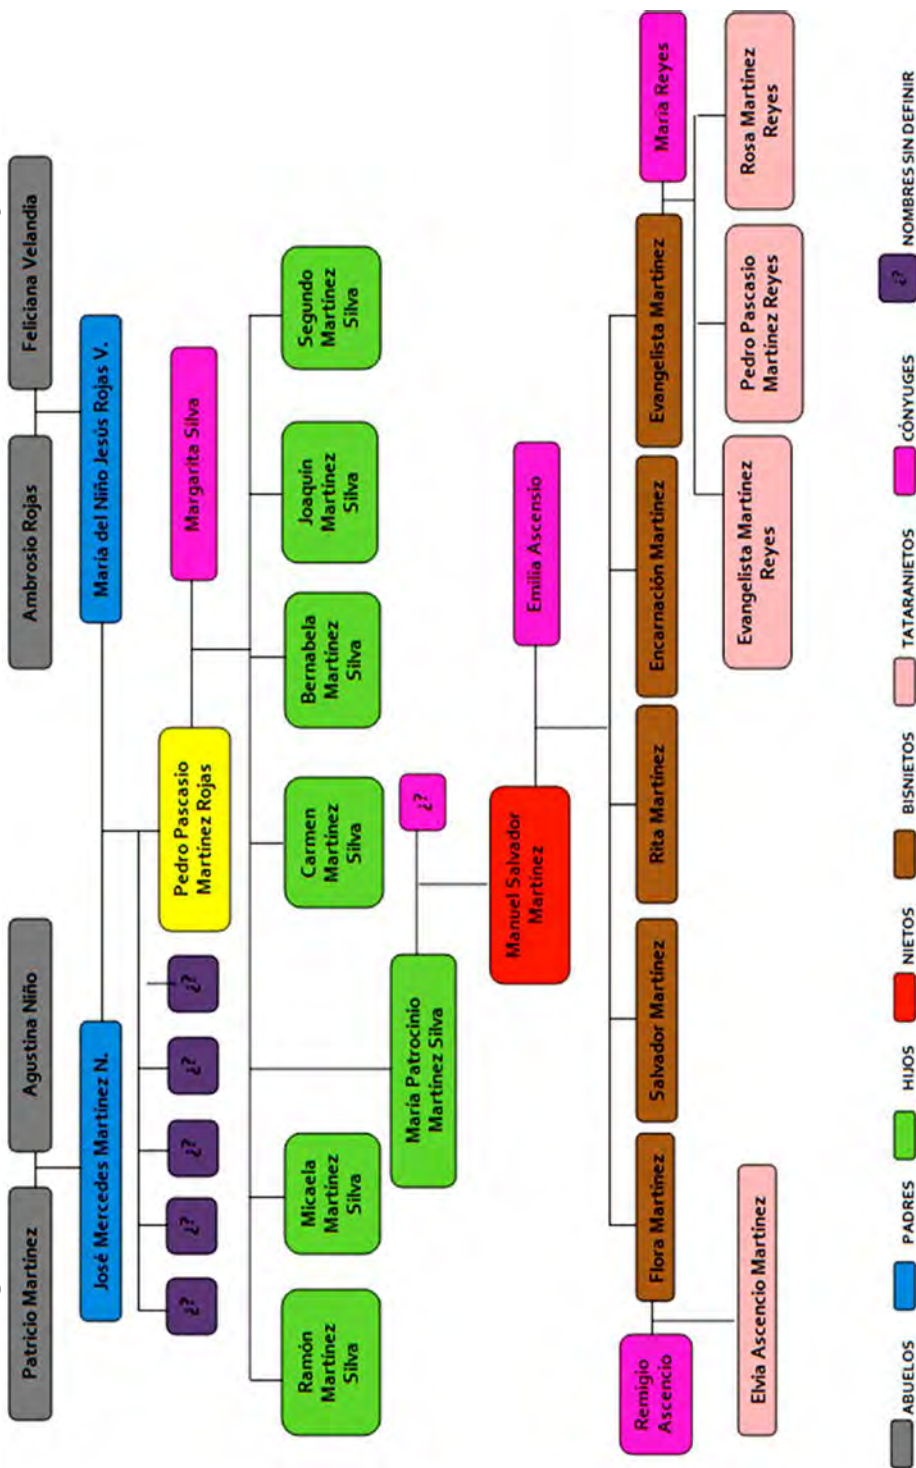 Patricio Martínez
Agustina Niño
Ambrosio Rojas
Feliciana Velandia
José Mercedes Martínez N.
María del Niño Jesús Rojas V.
¿?
¿?
¿?
¿?
¿?
Pedro Pascasio
Martínez Rojas
Margarita Silva
Ramón
Martínez
Silva
Micaela
Martínez
Silva
Carmen
Martínez
Silva
Bernabela
Martínez
Silva
Joaquín
Martínez
Silva
Segundo
Martínez
Silva
María Patrocinio
Martínez Silva
¿?
Manuel Salvador
Martínez
Emilia Ascensio
Remigio
Ascencio
Flora Martínez
Salvador Martínez
Rita Martínez
Encarnación Martínez
Evangelista Martínez
María Reyes
Elvia Ascencio Martínez
Evangelista Martínez
Reyes
Pedro Pascasio
Martínez Reyes
Rosa Martínez
Reyes
ABUELOS
PADRES
HIJOS
NIETOS
BISNIETOS
TATARANIETOS
CÓNYUGES
¿?
NOMBRES SIN DEFINIR